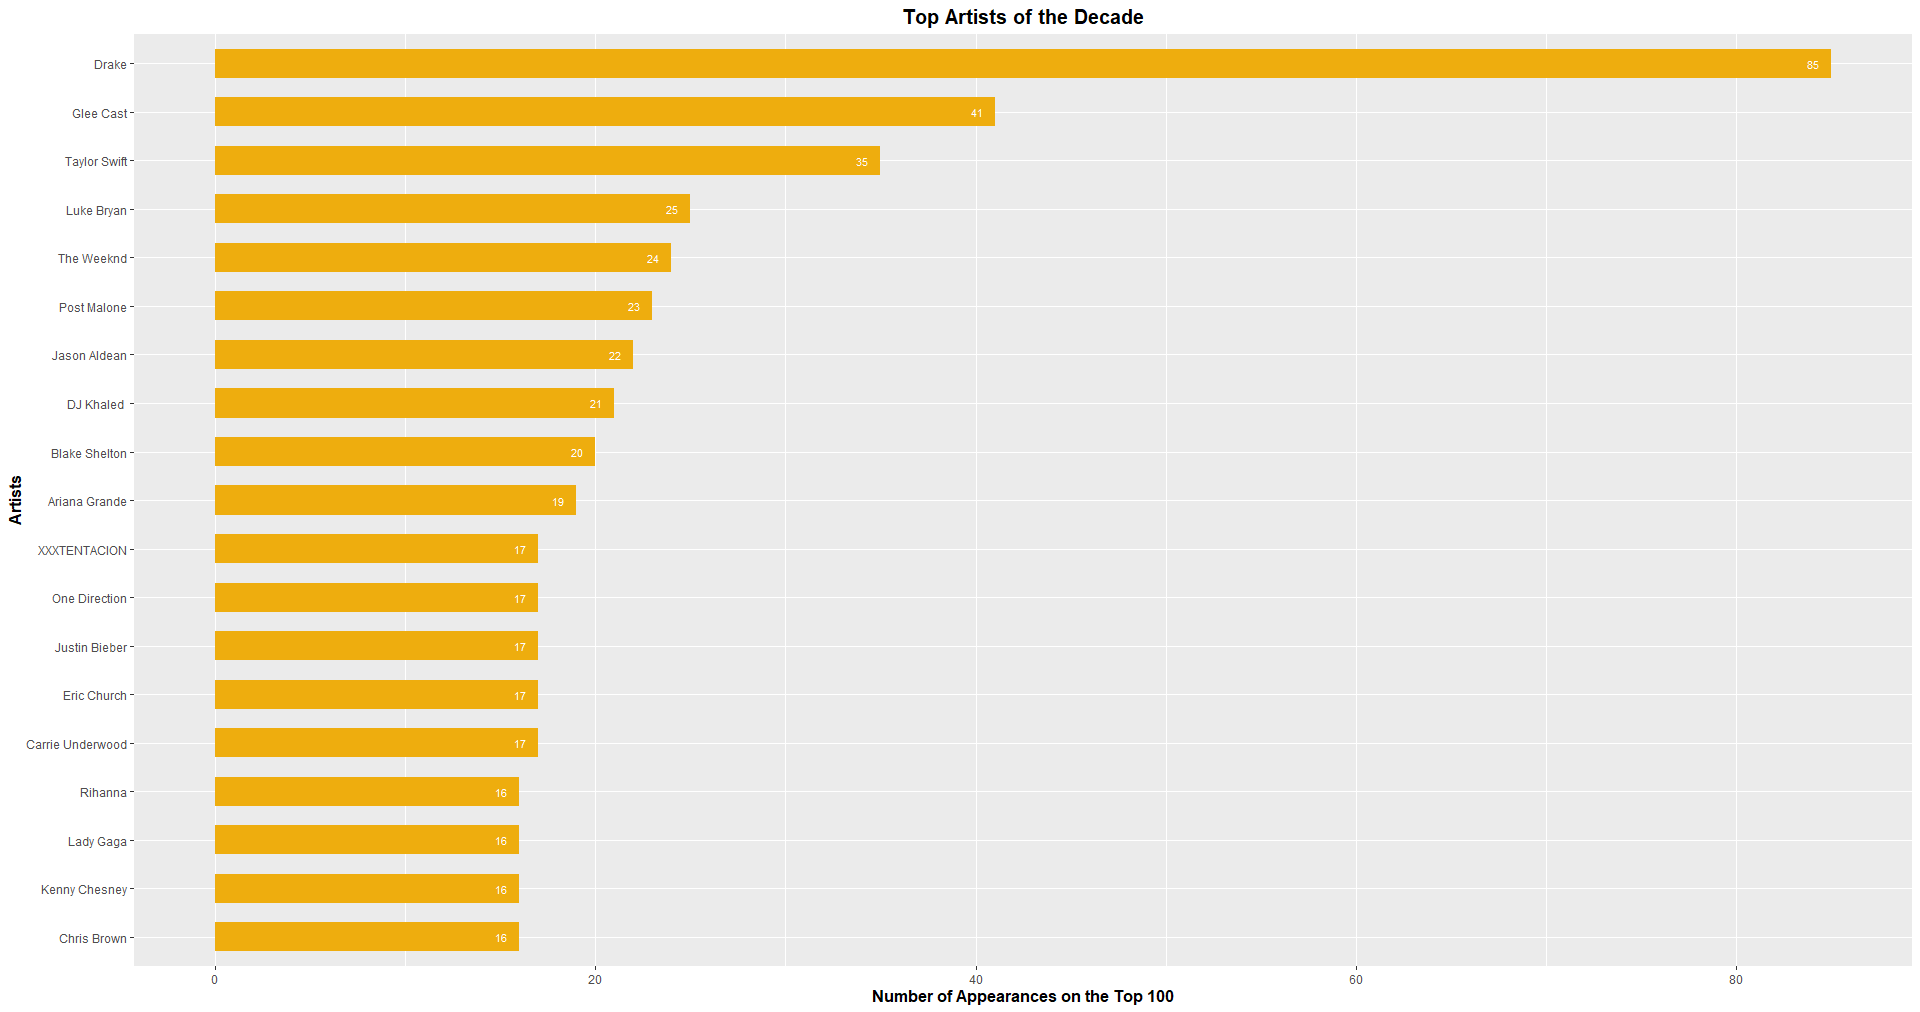 Top Artists of the Decade
Drake 85
Glee Cast 41
Taylor Swift 35
Luke Bryan 25
The Weeknd 24
Post Malone 23
Jason Aldean 22
DJ Khaled 21
Blake Shelton 20
Ariana Grande 19
XXXTENTACION 17
One Direction 17
Justin Bieber 17
Eric Church 17
Carrie Underwood 17
Rihanna 16
Lady Gaga 16
Kenny Chesney 16
Chris Brown 16
Artists
0 20 40 60 80
Number of Appearances on the Top 100